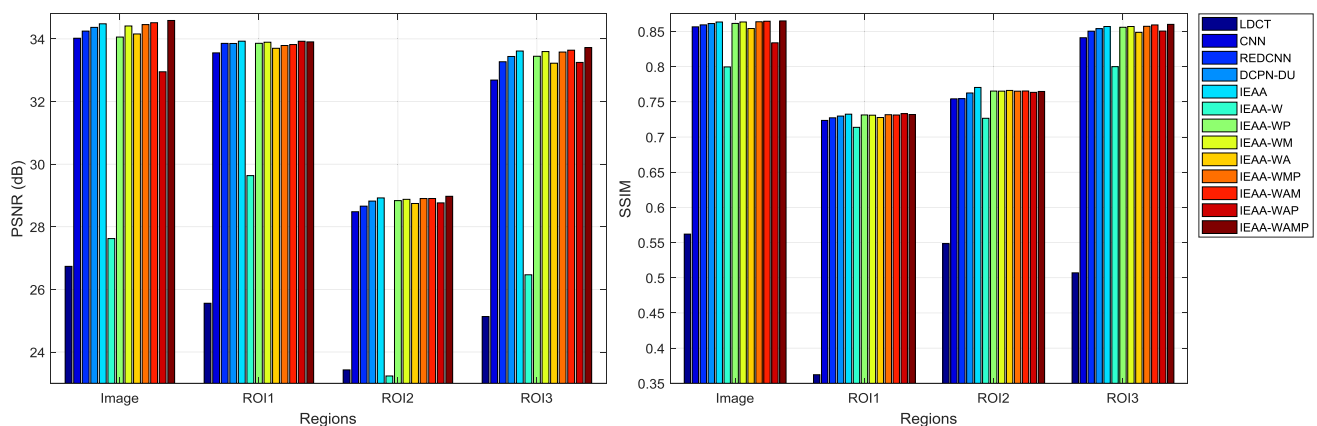 34
32
30
28
26
24
PSNR (dB)
Image
ROI1
ROI2
ROI3
Regions
0.85
0.8
0.75
0.7
0.65
0.6
0.55
0.5
0.45
0.4
0.35
SSIM
Image
ROI1
ROI2
ROI3
Regions
LDCT
CNN
REDCNN
DCPN-DU
IEAA
IEAA-W
IEAA-WP
IEAA-WM
IEAA-WA
IEAA-WMP
IEAA-WAM
IEAA-WAP
IEAA-WAMP